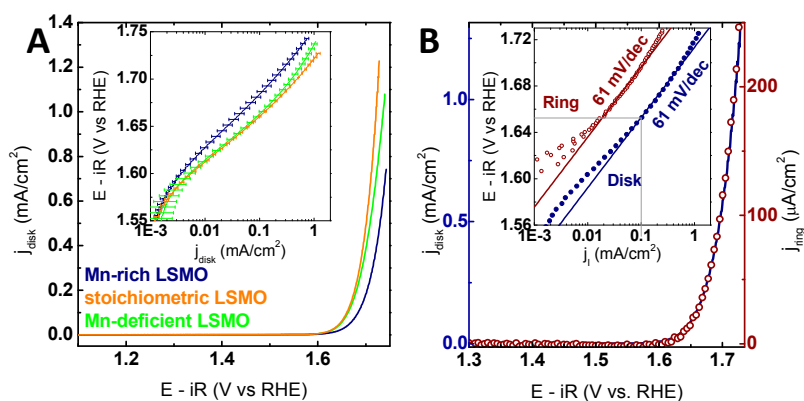 A
1.4
1.2
1.0
0.8
0.6
0.4
0.2
0.0
j_disk (mA/cm²)
1.2
1.4
1.6
E - iR (V vs RHE)
1.75
1.70
1.65
1.60
1.55
E - iR (V vs RHE)
1E-3
0.01
0.1
1
j_disk (mA/cm²)
Mn-rich LSMO
stoichiometric LSMO
Mn-deficient LSMO
B
1.0
0.5
0.0
j_disk (mA/cm²)
1.3
1.4
1.5
1.6
1.7
E - iR (V vs. RHE)
200
100
0
j_ring (µA/cm²)
1.72
1.68
1.64
1.60
1.56
E - iR (V vs RHE)
1E-3
0.01
0.1
1
j_l (mA/cm²)
Ring
61 mV/dec
61 mV/dec
Disk